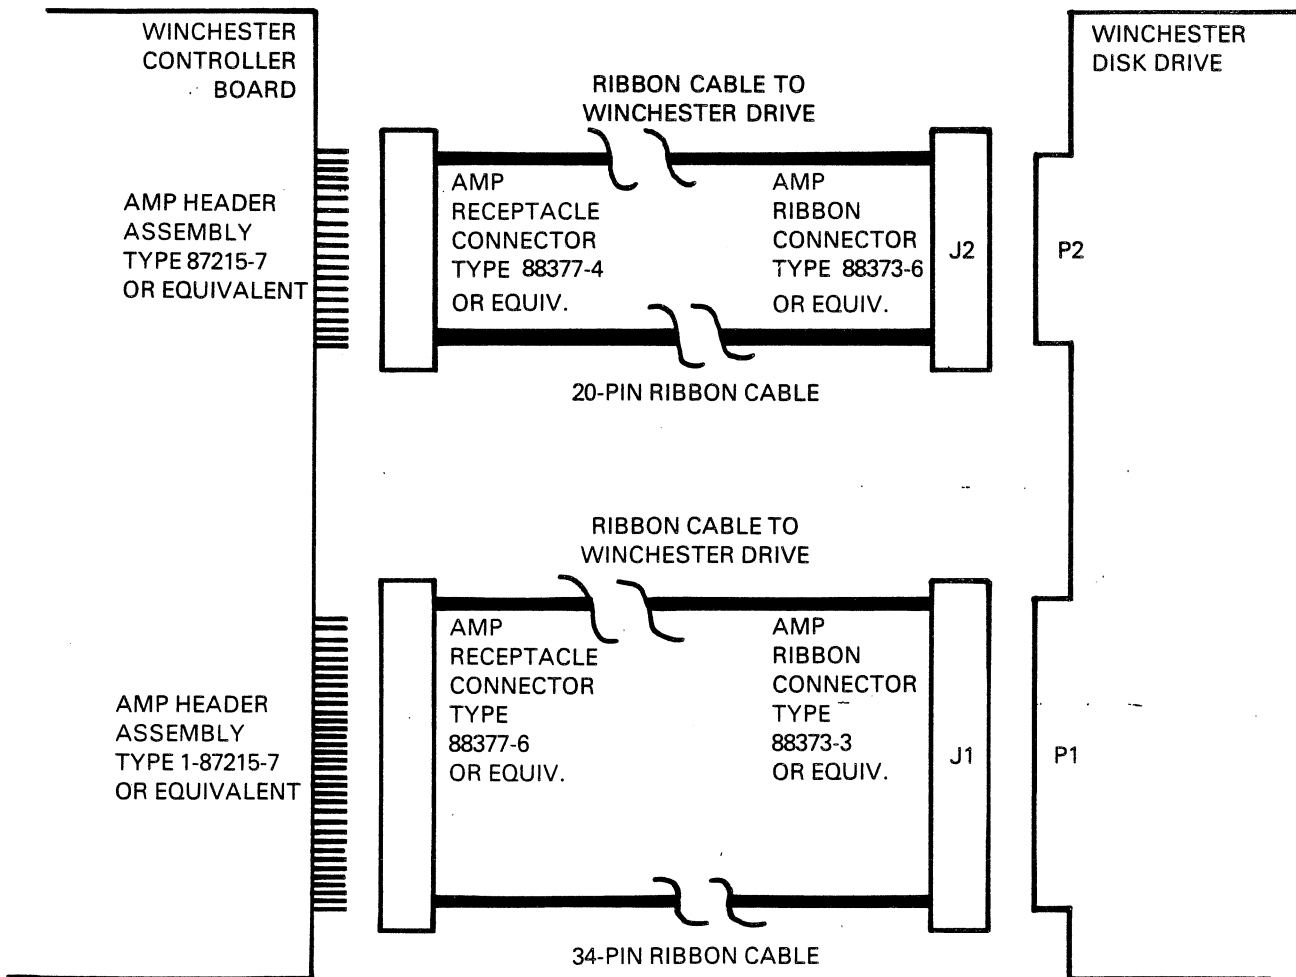 WINCHESTER
CONTROLLER
BOARD
WINCHESTER
DISK DRIVE
RIBBON CABLE TO
WINCHESTER DRIVE
AMP HEADER
ASSEMBLY
TYPE 87215-7
OR EQUIVALENT
AMP
RECEPTACLE
CONNECTOR
TYPE 88377-4
OR EQUIV.
AMP
RIBBON
CONNECTOR
TYPE 88373-6
OR EQUIV.
J2
P2
20-PIN RIBBON CABLE
RIBBON CABLE TO
WINCHESTER DRIVE
AMP HEADER
ASSEMBLY
TYPE 1-87215-7
OR EQUIVALENT
AMP
RECEPTACLE
CONNECTOR
TYPE
88377-6
OR EQUIV.
AMP
RIBBON
CONNECTOR
TYPE
88373-3
OR EQUIV.
J1
P1
34-PIN RIBBON CABLE